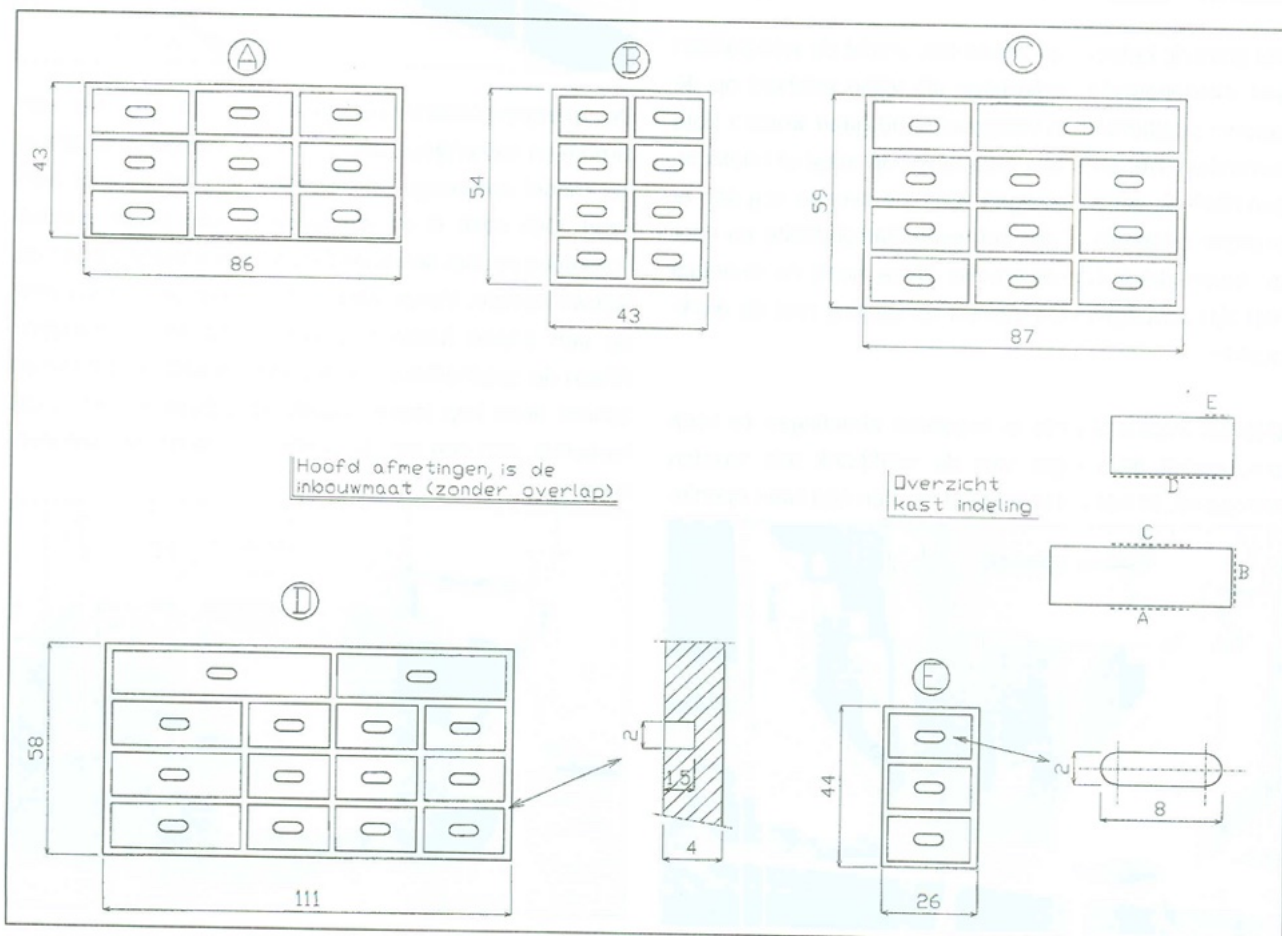 A
B
C
43
86
54
43
59
87
E
D
Hoofd afmetingen, is de
inbouwmaat (zonder overlap)
Overzicht
kast indeling
C
B
A
D
58
111
2
1,5
4
E
44
26
2
8